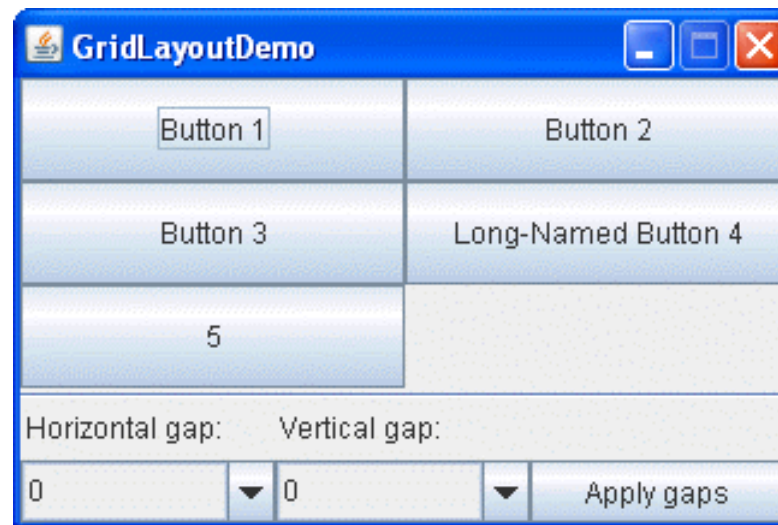 GridLayoutDemo
Button 1 Button 2
Button 3 Long-Named Button 4
5
Horizontal gap: Vertical gap:
0 0 Apply gaps